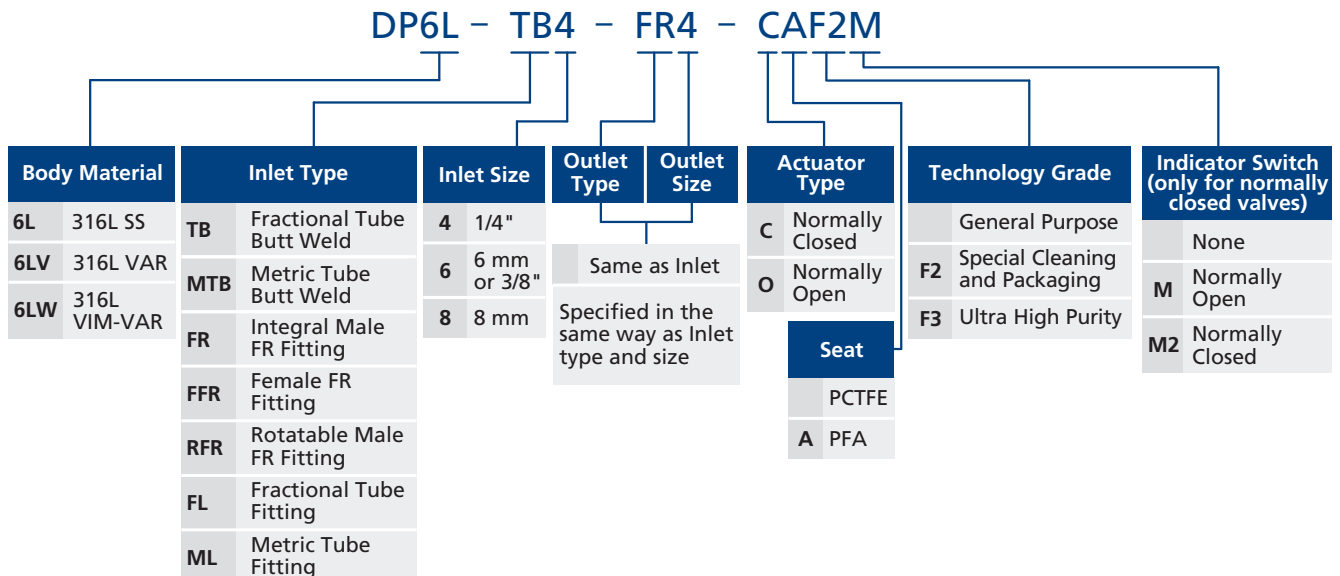 DP6L – TB4 – FR4 – CAF2M
Body Material
6L 316L SS
6LV 316L VAR
6LW 316L
VIM-VAR
Inlet Type
TB Fractional Tube
Butt Weld
MTB Metric Tube
Butt Weld
FR Integral Male
FR Fitting
FFR Female FR
Fitting
RFR Rotatable Male
FR Fitting
FL Fractional Tube
Fitting
ML Metric Tube
Fitting
Inlet Size
4 1/4"
6 6 mm
or 3/8"
8 8 mm
Outlet
Type
Outlet
Size
Same as Inlet
Specified in the
same way as Inlet
type and size
Actuator
Type
C Normally
Closed
O Normally
Open
Seat
PCTFE
A PFA
Technology Grade
General Purpose
F2 Special Cleaning
and Packaging
F3 Ultra High Purity
Indicator Switch
(only for normally
closed valves)
None
M Normally
Open
M2 Normally
Closed